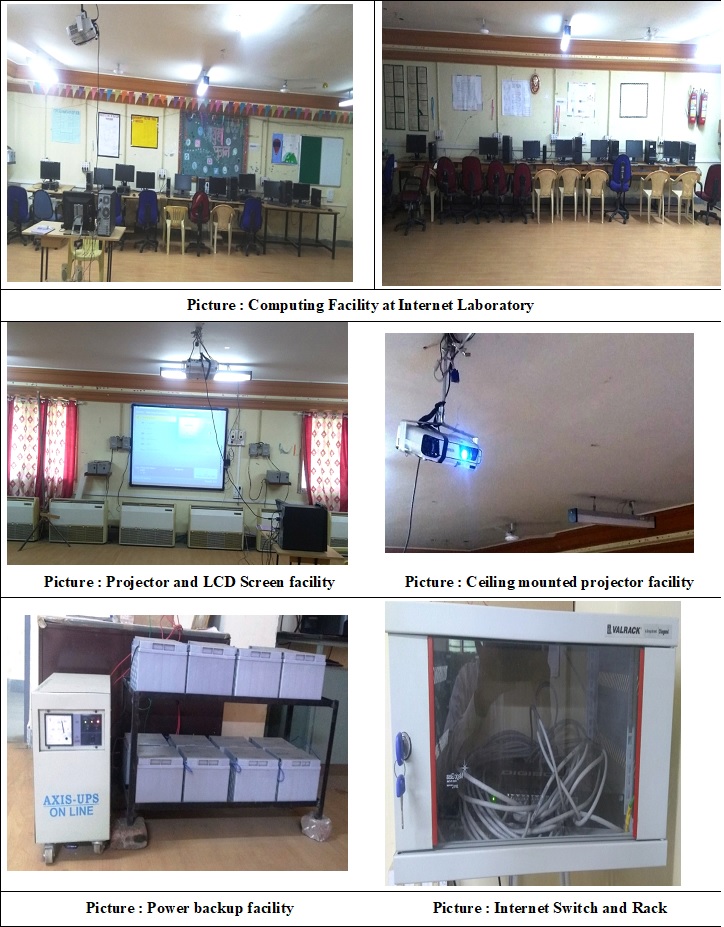 Picture : Computing Facility at Internet Laboratory
Picture : Projector and LCD Screen facility
Picture : Ceiling mounted projector facility
AXIS-UPS
ON LINE
VALRACK
Picture : Power backup facility
Picture : Internet Switch and Rack